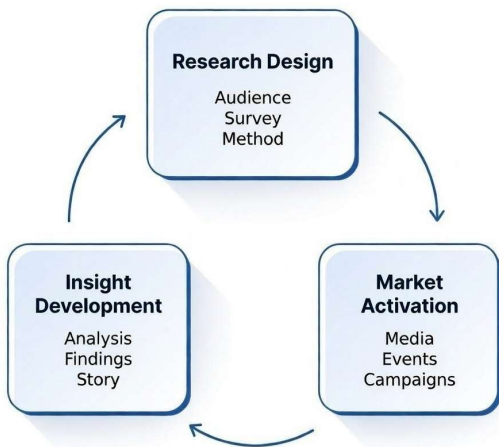 Research Design
Audience
Survey
Method
Insight
Development
Analysis
Findings
Story
Market
Activation
Media
Events
Campaigns